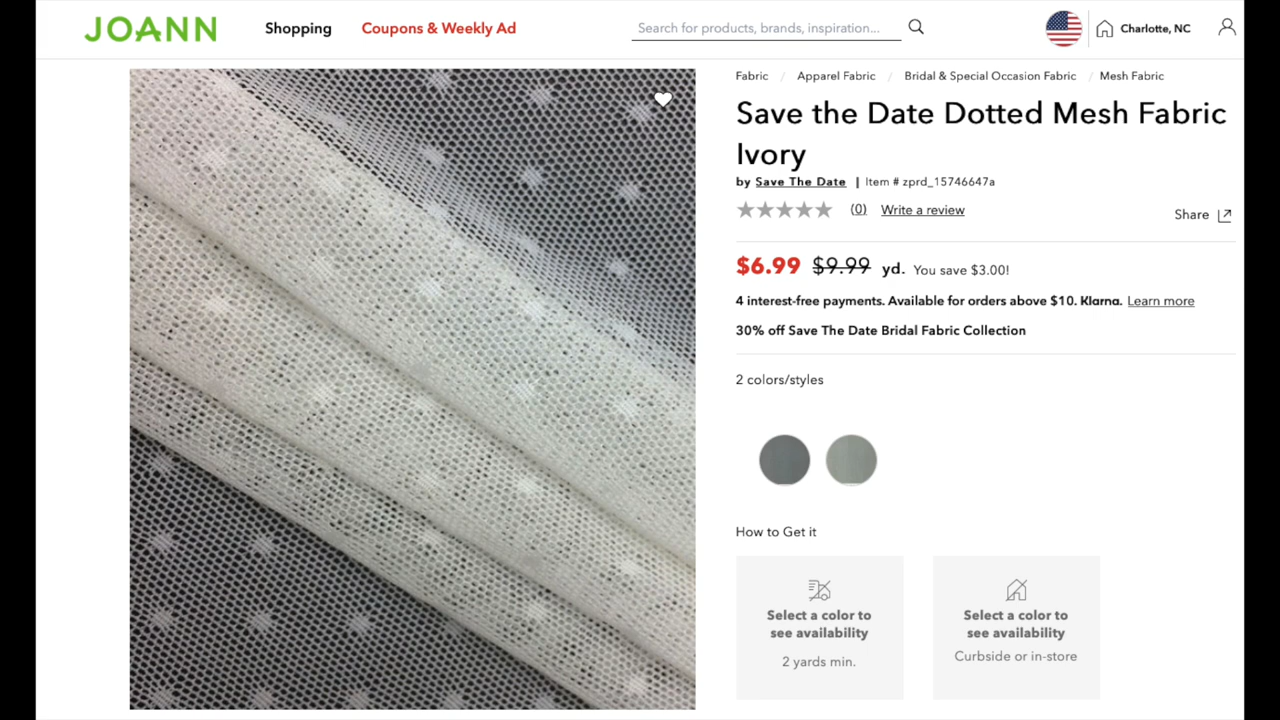 JOANN
Shopping
Coupons & Weekly Ad
Search for products, brands, inspiration...
Charlotte, NC
Fabric / Apparel Fabric / Bridal & Special Occasion Fabric / Mesh Fabric
Save the Date Dotted Mesh Fabric
Ivory
by Save The Date | Item # zprd_15746647a
(0) Write a review
Share
$6.99 $9.99 yd. You save $3.00!
4 interest-free payments. Available for orders above $10. Klarna. Learn more
30% off Save The Date Bridal Fabric Collection
2 colors/styles
How to Get it
Select a color to
see availability
2 yards min.
Select a color to
see availability
Curbside or in-store